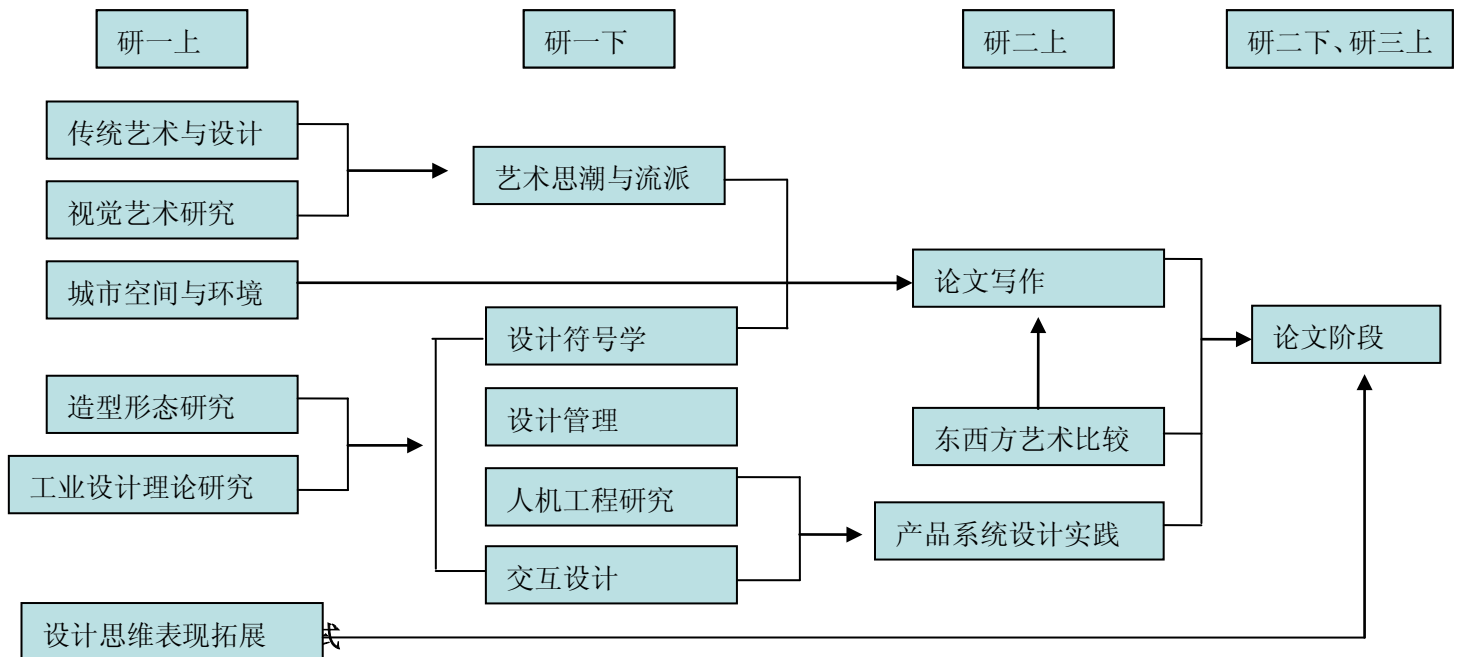 研一上
研一下
研二上
研二下、研三上
传统艺术与设计
艺术思潮与流派
视觉艺术研究
城市空间与环境
论文写作
设计符号学
论文阶段
造型形态研究
设计管理
东西方艺术比较
工业设计理论研究
人机工程研究
产品系统设计实践
交互设计
设计思维表现拓展